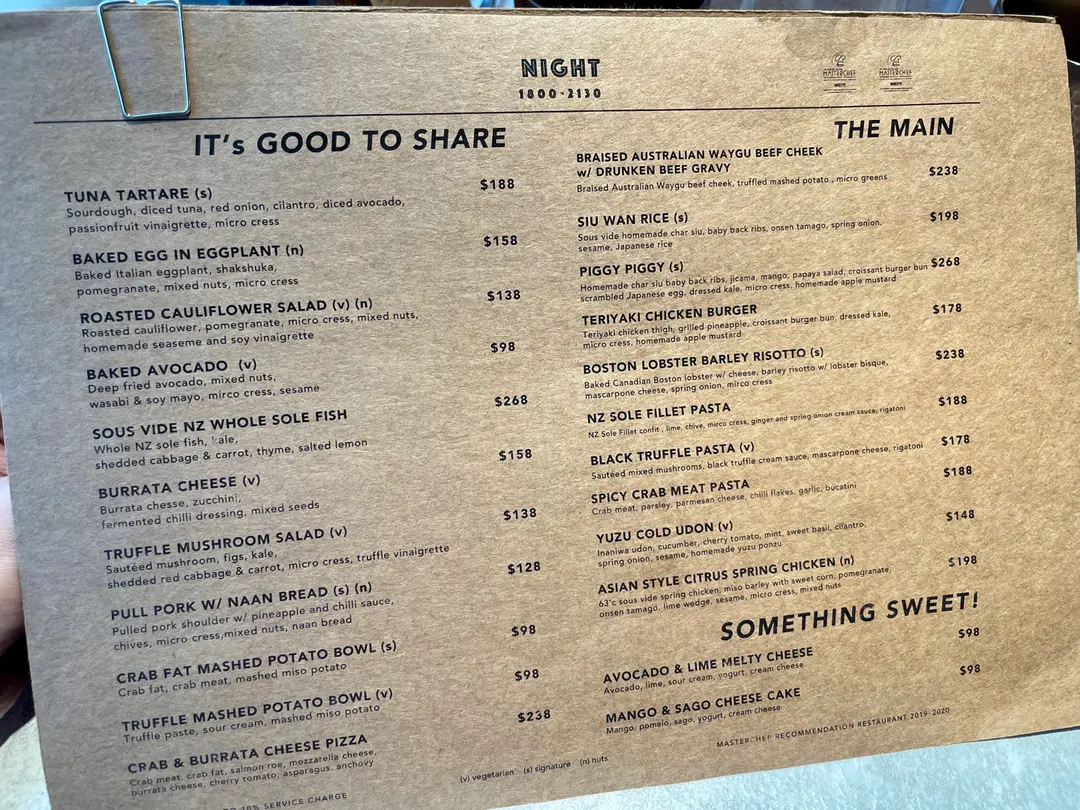 NIGHT
1800-2130
MASTERCHEF
MASTERCHEF
IT's GOOD TO SHARE
TUNA TARTARE (s) $188
Sourdough, diced tuna, red onion, cilantro, diced avocado,
passionfruit vinaigrette, micro cress
BAKED EGG IN EGGPLANT (n) $158
Baked Italian eggplant, shakshuka,
pomegranate, mixed nuts, micro cress
ROASTED CAULIFLOWER SALAD (v) (n) $138
Roasted cauliflower, pomegranate, micro cress, mixed nuts,
homemade seaseme and soy vinaigrette
BAKED AVOCADO (v) $98
Deep fried avocado, mixed nuts,
wasabi & soy mayo, mirco cress, sesame
SOUS VIDE NZ WHOLE SOLE FISH $268
Whole NZ sole fish, kale,
shedded cabbage & carrot, thyme, salted lemon
BURRATA CHEESE (v) $158
Burrata chesse, zucchini,
fermented chilli dressing, mixed seeds
TRUFFLE MUSHROOM SALAD (v) $138
Sautéed mushroom, figs, kale,
shedded red cabbage & carrot, micro cress, truffle vinaigrette
PULL PORK W/ NAAN BREAD (s) (n) $128
Pulled pork shoulder w/ pineapple and chilli sauce,
chives, micro cress,mixed nuts, naan bread
CRAB FAT MASHED POTATO BOWL (s) $98
Crab fat, crab meat, mashed miso potato
TRUFFLE MASHED POTATO BOWL (v) $98
Truffle paste, sour cream, mashed miso potato
CRAB & BURRATA CHEESE PIZZA $238
Crab meat, crab fat, salmon roe, mozzarella cheese,
burrata cheese, cherry tomato, asparagus, anchovy
THE MAIN
BRAISED AUSTRALIAN WAYGU BEEF CHEEK
w/ DRUNKEN BEEF GRAVY $238
Braised Australian Waygu beef cheek, truffled mashed potato , micro greens
SIU WAN RICE (s) $198
Sous vide homemade char siu, baby back ribs, onsen tamago, spring onion,
sesame, Japanese rice
PIGGY PIGGY (s) $268
Homemade char siu baby back ribs, jicama, mango, papaya salad, croissant burger bun
scrambled Japanese egg, dressed kale, micro cress, homemade apple mustard
TERIYAKI CHICKEN BURGER $178
Teriyaki chicken thigh, grilled pineapple, croissant burger bun, dressed kale,
micro cress, homemade apple mustard
BOSTON LOBSTER BARLEY RISOTTO (s) $238
Baked Canadian Boston lobster w/ cheese, barley risotto w/ lobster bisque,
mascarpone cheese, spring onion, mirco cress
NZ SOLE FILLET PASTA $188
NZ Sole Fillet confit , lime, chive, mirco cress, ginger and spring onion cream sauce, rigatoni
BLACK TRUFFLE PASTA (v) $178
Sautéed mixed mushrooms, black truffle cream sauce, mascarpone cheese, rigatoni
SPICY CRAB MEAT PASTA $188
Crab meat, parsley, parmesan cheese, chilli flakes, garlic, bucatini
YUZU COLD UDON (v) $148
Inaniwa udon, cucumber, cherry tomato, mint, sweet basil, cilantro,
spring onion, sesame, homemade yuzu ponzu
ASIAN STYLE CITRUS SPRING CHICKEN (n) $198
63'c sous vide spring chicken, miso barley with sweet corn, pomegranate,
onsen tamago, lime wedge, sesame, micro cress, mixed nuts
SOMETHING SWEET!
AVOCADO & LIME MELTY CHEESE $98
Avocado, lime, sour cream, yogurt, cream cheese
MANGO & SAGO CHEESE CAKE $98
Mango, pomelo, sago, yogurt, cream cheese
MASTERCHEF RECOMMENDATION RESTAURANT 2019-2020
(v) vegetarian (s) signature (n) nuts
TO 10% SERVICE CHARGE